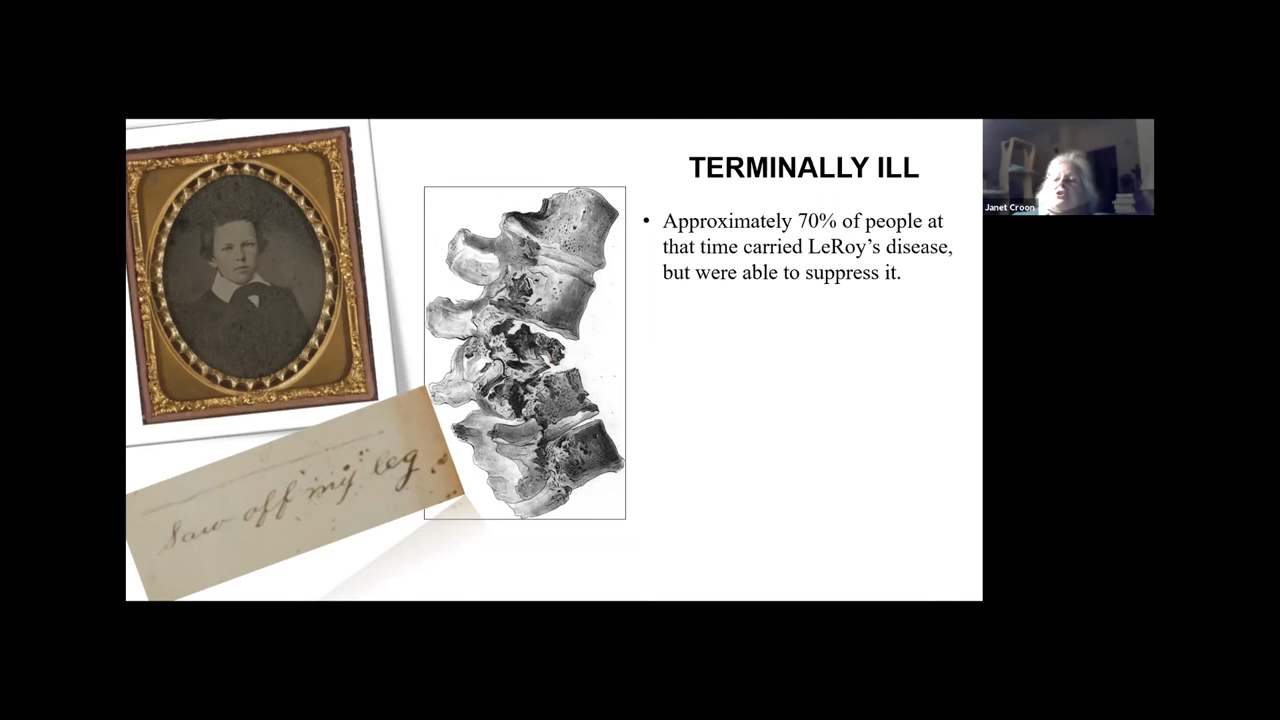 TERMINALLY ILL
• Approximately 70% of people at
that time carried LeRoy’s disease,
but were able to suppress it.
Saw off my leg
Janet Croon